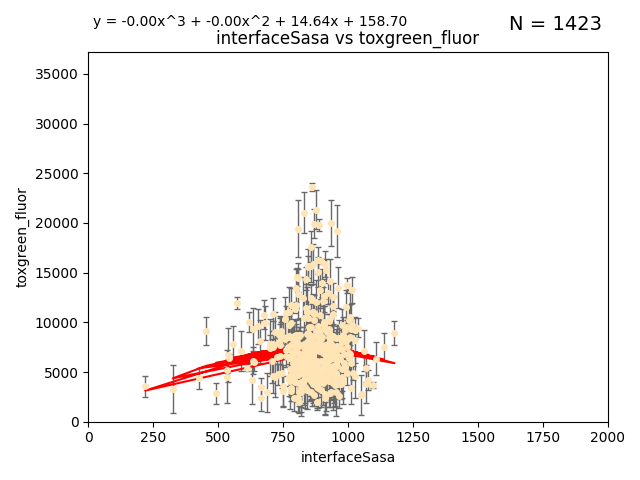 y = -0.00x^3 + -0.00x^2 + 14.64x + 158.70
N = 1423
interfaceSasa vs toxgreen_fluor
35000
30000
25000
20000
15000
10000
5000
0
toxgreen_fluor
0 250 500 750 1000 1250 1500 1750 2000
interfaceSasa